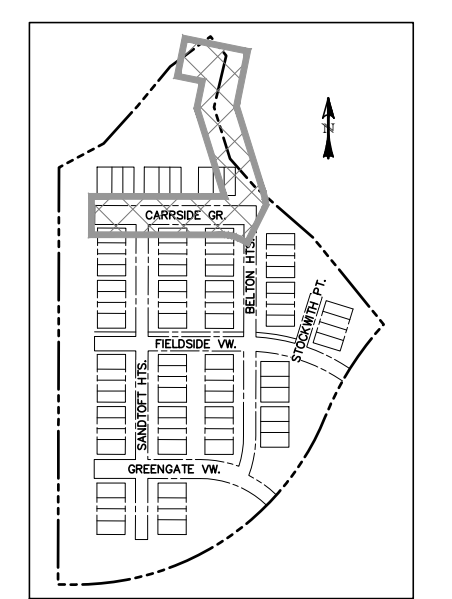 CARRSIDE GR.
BELTON HTS.
STOCKWITH PT.
FIELDSIDE VW.
SANDTOFT HTS.
GREENGATE VW.